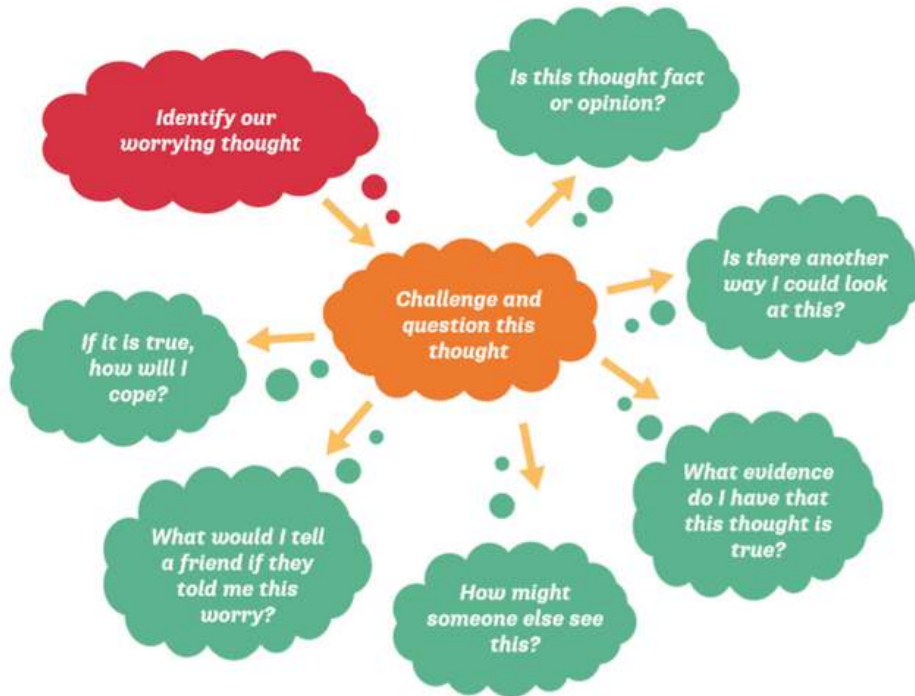 Identify our
worrying thought
Is this thought fact
or opinion?
Challenge and
question this
thought
Is there another
way I could look
at this?
What evidence
do I have that
this thought is
true?
How might
someone else see
this?
What would I tell
a friend if they
told me this
worry?
If it is true,
how will I
cope?